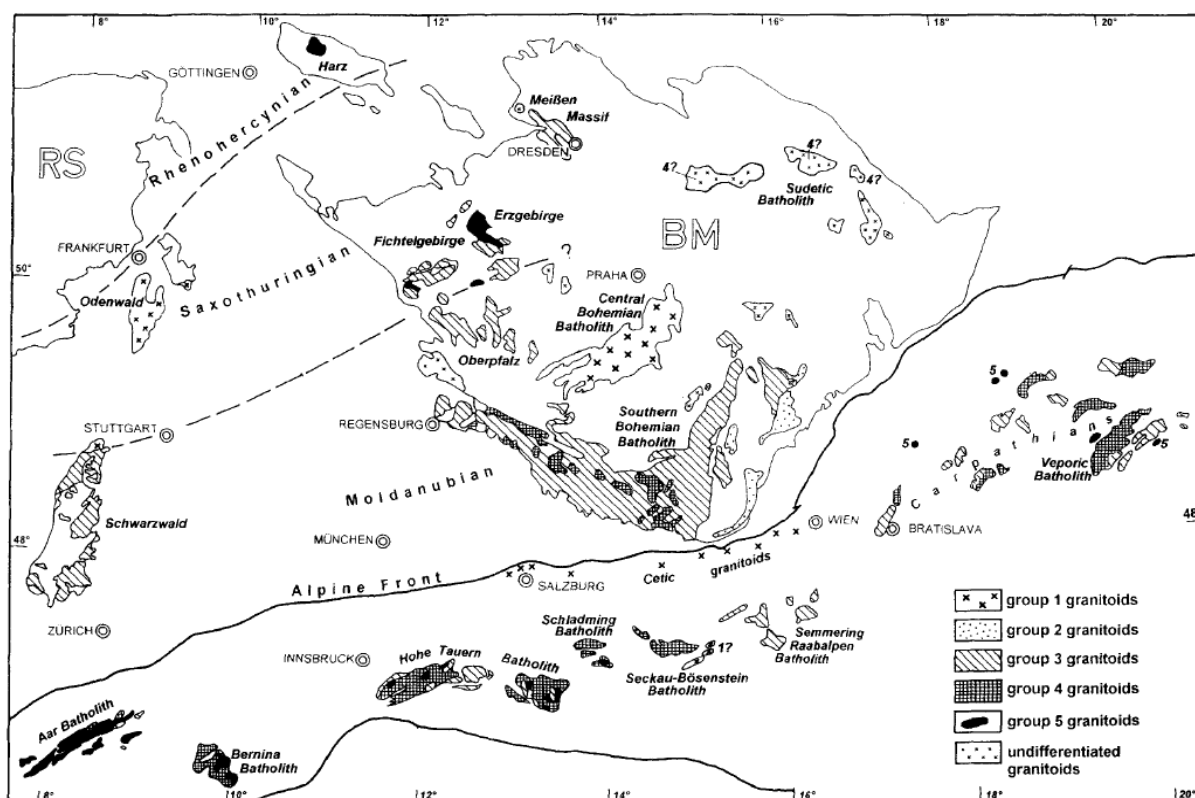 8°
10°
14°
16°
18°
20°
GÖTTINGEN
Harz
Meißen
Massif
DRESDEN
RS
Rhenohercynian
4?
4?
4?
Sudetic
Batholith
Erzgebirge
Fichtelgebirge
BM
?
FRANKFURT
50°
Odenwald
Saxothuringian
PRAHA
Central
Bohemian
Batholith
Oberpfalz
REGENSBURG
STUTTGART
Southern
Bohemian
Batholith
5
5
5
Carpathians
Veporic
Batholith
Moldanubian
Schwarzwald
48°
MÜNCHEN
WIEN
BRATISLAVA
48
Alpine Front
SALZBURG
Cetic granitoids
ZÜRICH
INNSBRUCK
Hohe Tauern Batholith
Schladming
Batholith
1?
Seckau-Bösenstein
Batholith
Semmering
Raabalpen
Batholith
Aar Batholith
Bernina
Batholith
group 1 granitoids
group 2 granitoids
group 3 granitoids
group 4 granitoids
group 5 granitoids
undifferentiated
granitoids
8°
10°
12°
14°
16°
18°
20°